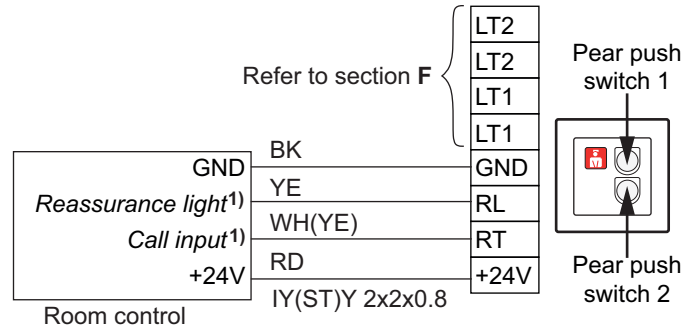 LT2
LT2
LT1
LT1
GND
RL
RT
+24V
Refer to section F
Pear push
switch 1
Pear push
switch 2
BK
YE
WH(YE)
RD
IY(ST)Y 2x2x0.8
GND
Reassurance light1)
Call input1)
+24V
Room control